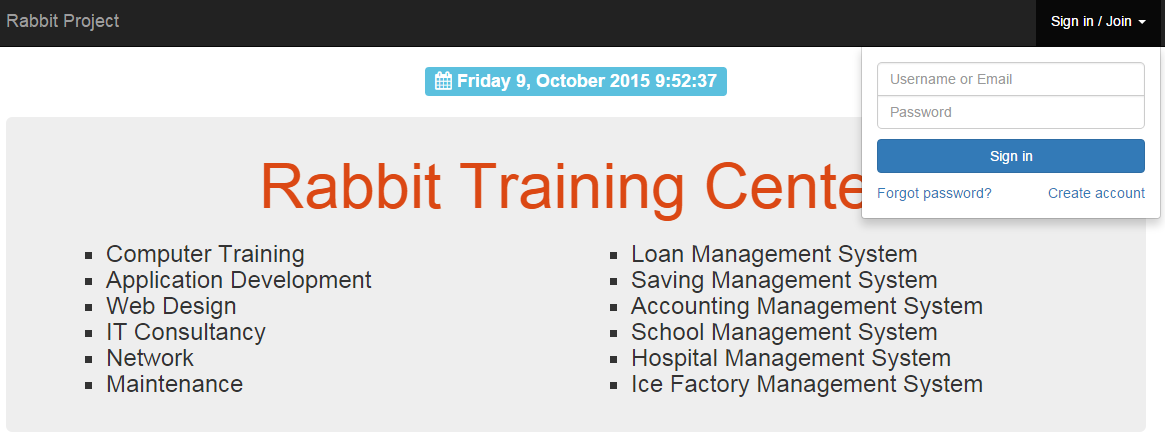 Rabbit Project
Sign in / Join
Friday 9, October 2015 9:52:37
Username or Email
Password
Sign in
Forgot password?
Create account
Rabbit Training Cente
Computer Training
Application Development
Web Design
IT Consultancy
Network
Maintenance
Loan Management System
Saving Management System
Accounting Management System
School Management System
Hospital Management System
Ice Factory Management System